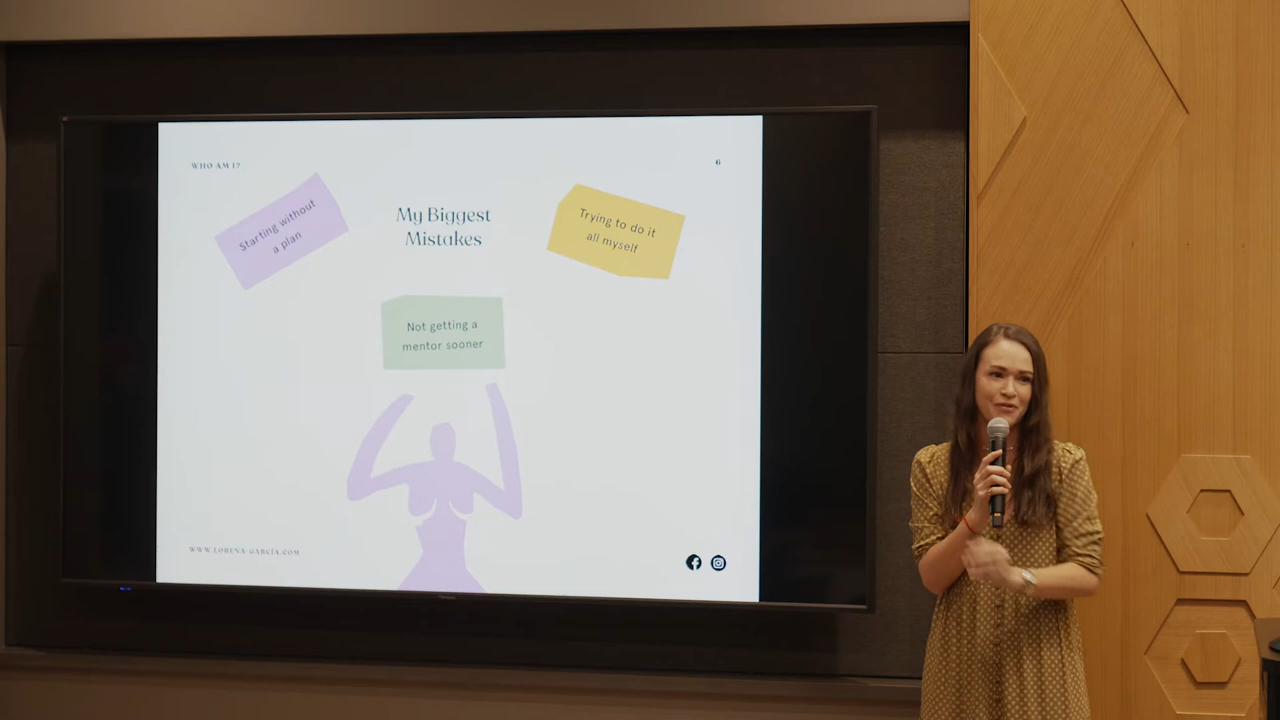 WHO AM I?
6
Starting without
a plan
My Biggest
Mistakes
Trying to do it
all myself
Not getting a
mentor sooner
WWW.LORENA-GARCÍA.COM